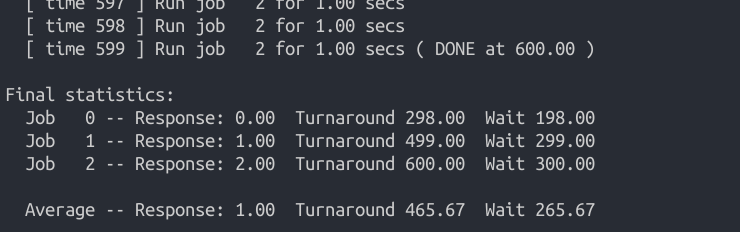 [ time 597 ] Run job   2 for 1.00 secs
[ time 598 ] Run job   2 for 1.00 secs
[ time 599 ] Run job   2 for 1.00 secs ( DONE at 600.00 )
Final statistics:
Job   0 -- Response: 0.00  Turnaround 298.00  Wait 198.00
Job   1 -- Response: 1.00  Turnaround 499.00  Wait 299.00
Job   2 -- Response: 2.00  Turnaround 600.00  Wait 300.00
Average -- Response: 1.00  Turnaround 465.67  Wait 265.67